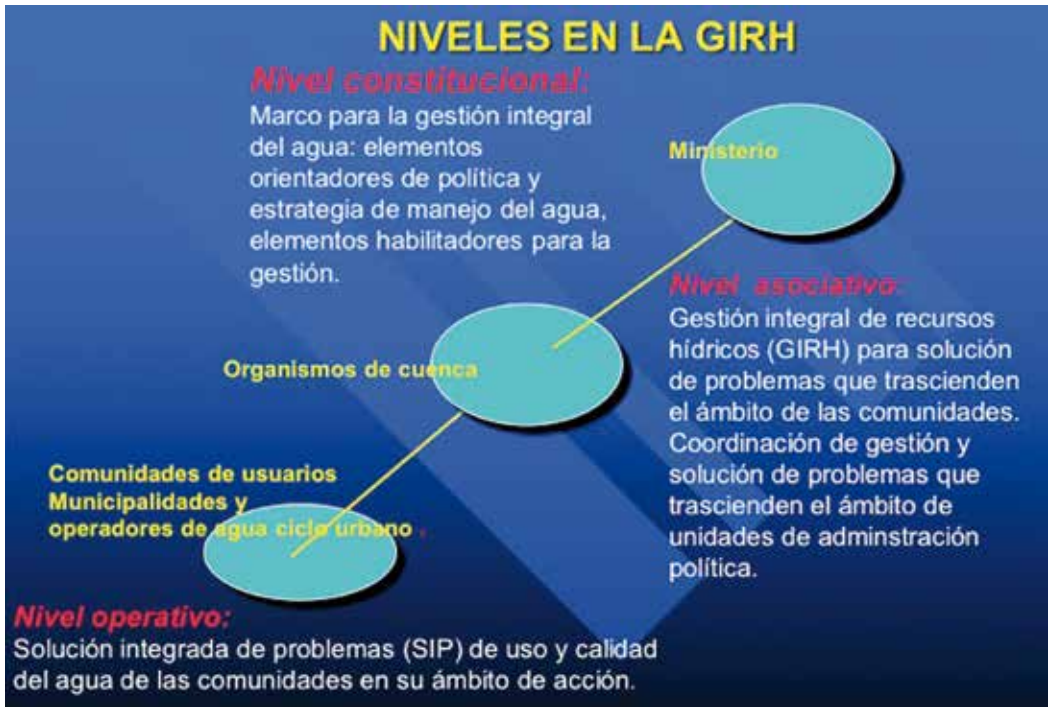 NIVELES EN LA GIRH
Nivel constitucional:
Marco para la gestión integral
del agua: elementos
orientadores de política y
estrategia de manejo del agua,
elementos habilitadores para la
gestión.
Ministerio
Nivel asociativo:
Gestión integral de recursos
hídricos (GIRH) para solución
de problemas que trascienden
el ámbito de las comunidades.
Coordinación de gestión y
solución de problemas que
trascienden el ámbito de
unidades de adminstración
política.
Organismos de cuenca
Comunidades de usuarios
Municipalidades y
operadores de agua ciclo urbano .
Nivel operativo:
Solución integrada de problemas (SIP) de uso y calidad
del agua de las comunidades en su ámbito de acción.